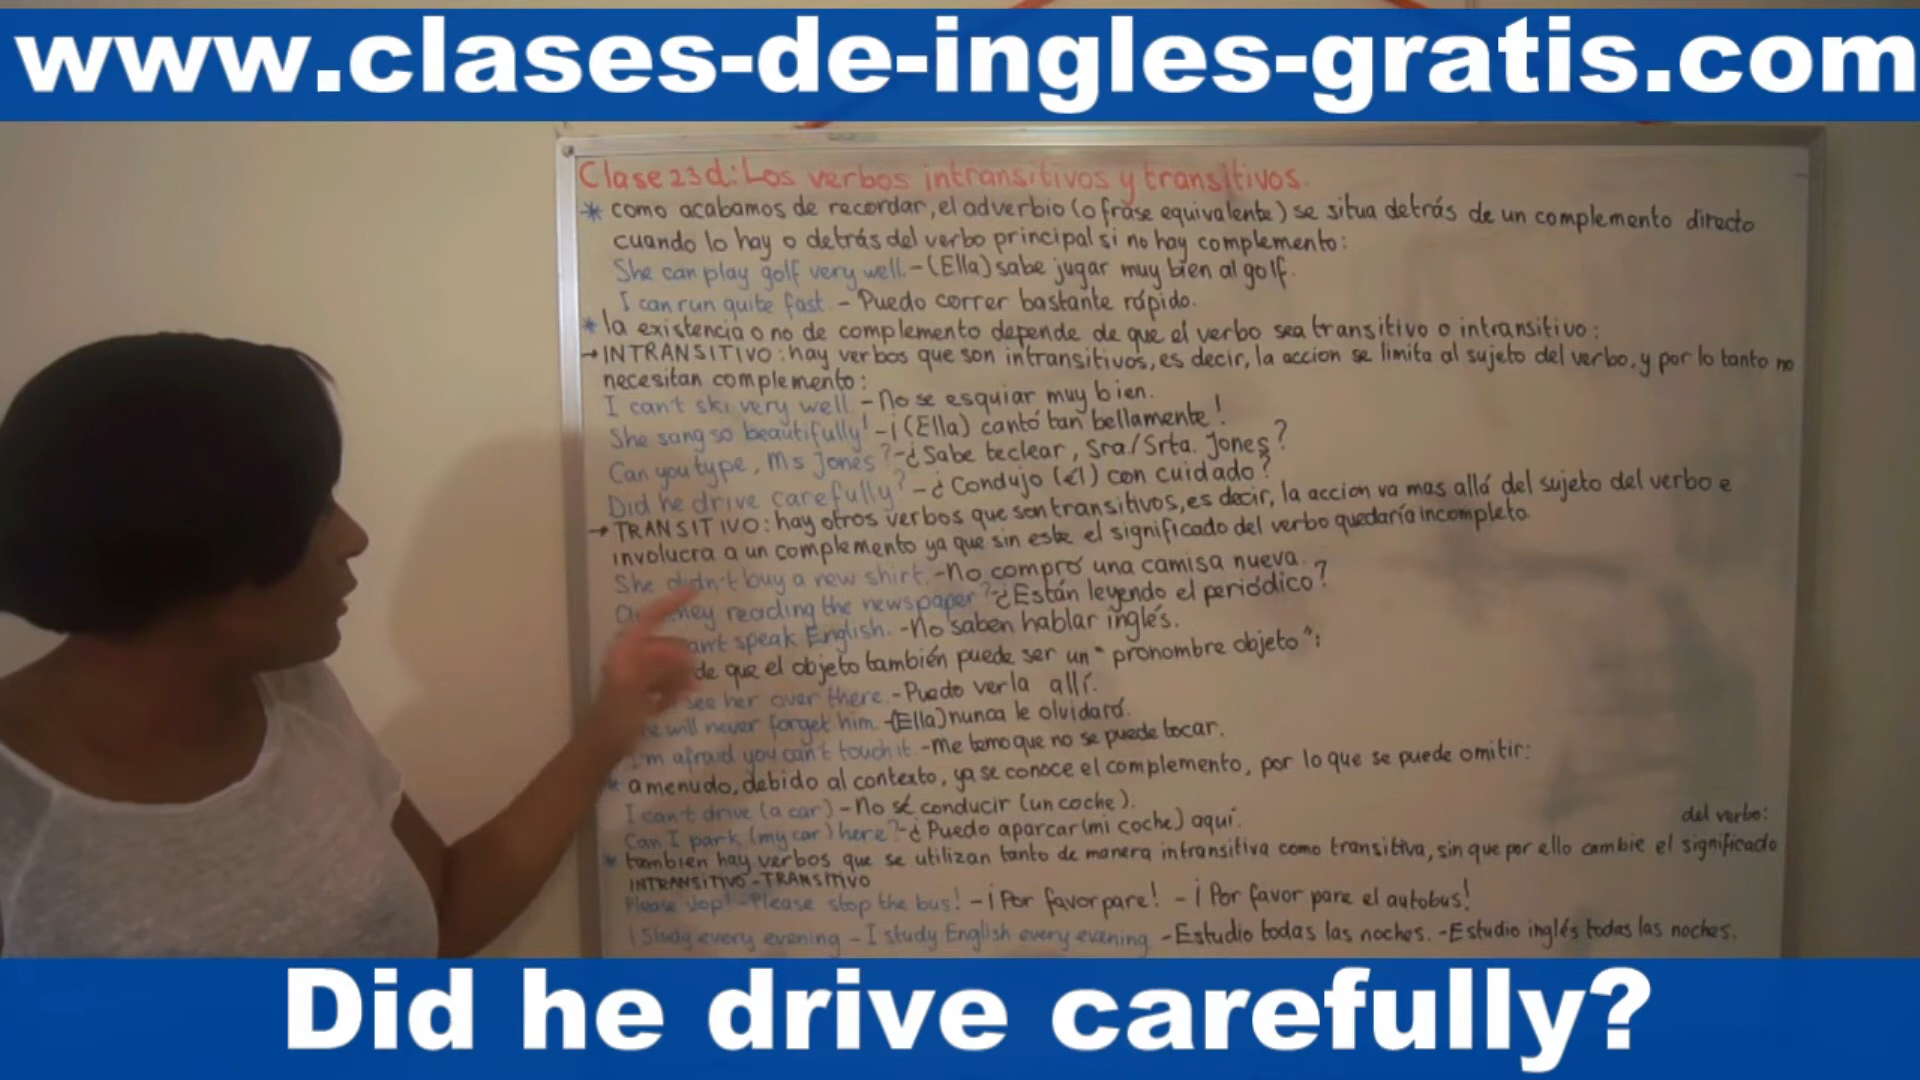 www.clases-de-ingles-gratis.com
Clase 23d: Los verbos intransitivos y transitivos.
* como acabamos de recordar, el adverbio (o frase equivalente) se situa detrás de un complemento directo
cuando lo hay o detrás del verbo principal si no hay complemento:
She can play golf very well. - (Ella) sabe jugar muy bien al golf.
I can run quite fast. - Puedo correr bastante rápido.
* la existencia o no de complemento depende de que el verbo sea transitivo o intransitivo:
→ INTRANSITIVO: hay verbos que son intransitivos, es decir, la accion se limita al sujeto del verbo, y por lo tanto no
necesitan complemento:
I can't ski very well. - No se esquiar muy bien.
She sang so beautifully! - ¡(Ella) cantó tan bellamente!
Can you type, Ms Jones? - ¿Sabe teclear, Sra/Srta. Jones?
Did he drive carefully? - ¿Condujo (él) con cuidado?
→ TRANSITIVO: hay otros verbos que son transitivos, es decir, la accion va mas allá del sujeto del verbo e
involucra a un complemento ya que sin este el significado del verbo quedaría incompleto.
She didn't buy a new shirt. - No compró una camisa nueva.
they reading the newspaper? - ¿Están leyendo el periódico?
speak English. - No saben hablar inglés.
de que el objeto también puede ser un "pronombre objeto":
see her over there. - Puedo verla allí.
will never forget him. - (Ella) nunca le olvidará.
I'm afraid you can't touch it. - Me temo que no se puede tocar.
* a menudo, debido al contexto, ya se conoce el complemento, por lo que se puede omitir:
I can't drive (a car) - No sé conducir (un coche).
Can I park (my car) here? - ¿Puedo aparcar (mi coche) aquí.
del verbo:
* tambien hay verbos que se utilizan tanto de manera intransitiva como transitiva, sin que por ello cambie el significado
INTRANSITIVO - TRANSITIVO
Please stop! - Please stop the bus! - ¡Por favor pare! - ¡Por favor pare el autobus!
I study every evening - I study English every evening - Estudio todas las noches. - Estudio inglés todas las noches.
Did he drive carefully?